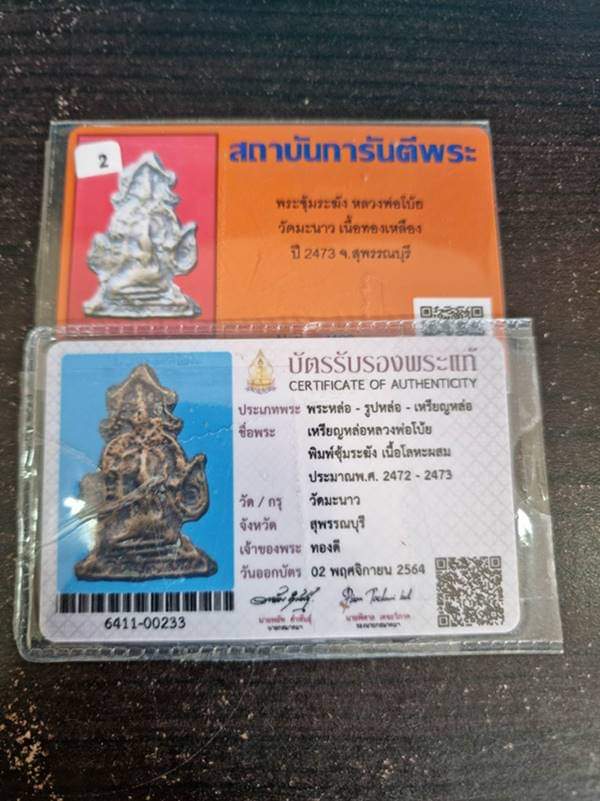 2
สถาบันการันตีพระ
พระซุ้มระฆัง หลวงพ่อโบ้ย
วัดมะนาว เนื้อทองเหลือง
ปี 2473 จ.สุพรรณบุรี
บัตรรับรองพระแท้
CERTIFICATE OF AUTHENTICITY
ประเภทพระ พระหล่อ - รูปหล่อ - เหรียญหล่อ
ชื่อพระ เหรียญหล่อหลวงพ่อโบ้ย
พิมพ์ซุ้มระฆัง เนื้อโลหะผสม
ประมาณพ.ศ. 2472 - 2473
วัด / กรุ วัดมะนาว
จังหวัด สุพรรณบุรี
เจ้าของพระ ทองดี
วันออกบัตร 02 พฤศจิกายน 2564
6411-00233